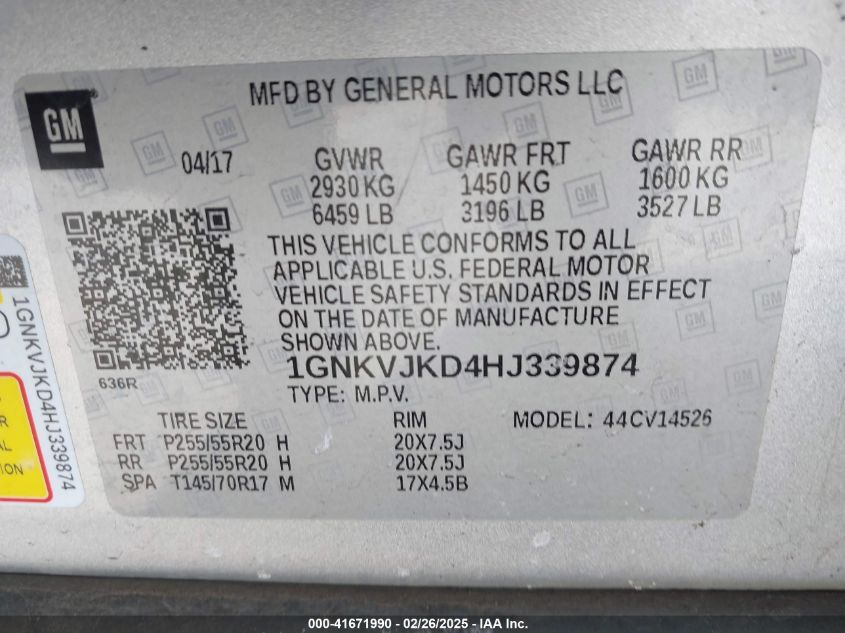 MFD BY GENERAL MOTORS LLC
GM
04/17
GVWR GAWR FRT GAWR RR
2930 KG 1450 KG 1600 KG
6459 LB 3196 LB 3527 LB
THIS VEHICLE CONFORMS TO ALL
APPLICABLE U.S. FEDERAL MOTOR
VEHICLE SAFETY STANDARDS IN EFFECT
ON THE DATE OF MANUFACTURE
SHOWN ABOVE.
1GNKVJKD4HJ339874
636R
TYPE: M.P.V.
TIRE SIZE RIM MODEL: 44CV14526
FRT P255/55R20 H 20X7.5J
RR P255/55R20 H 20X7.5J
SPA T145/70R17 M 17X4.5B
1GNKVJKD4HJ339874
000-41671990 - 02/26/2025 - IAA Inc.